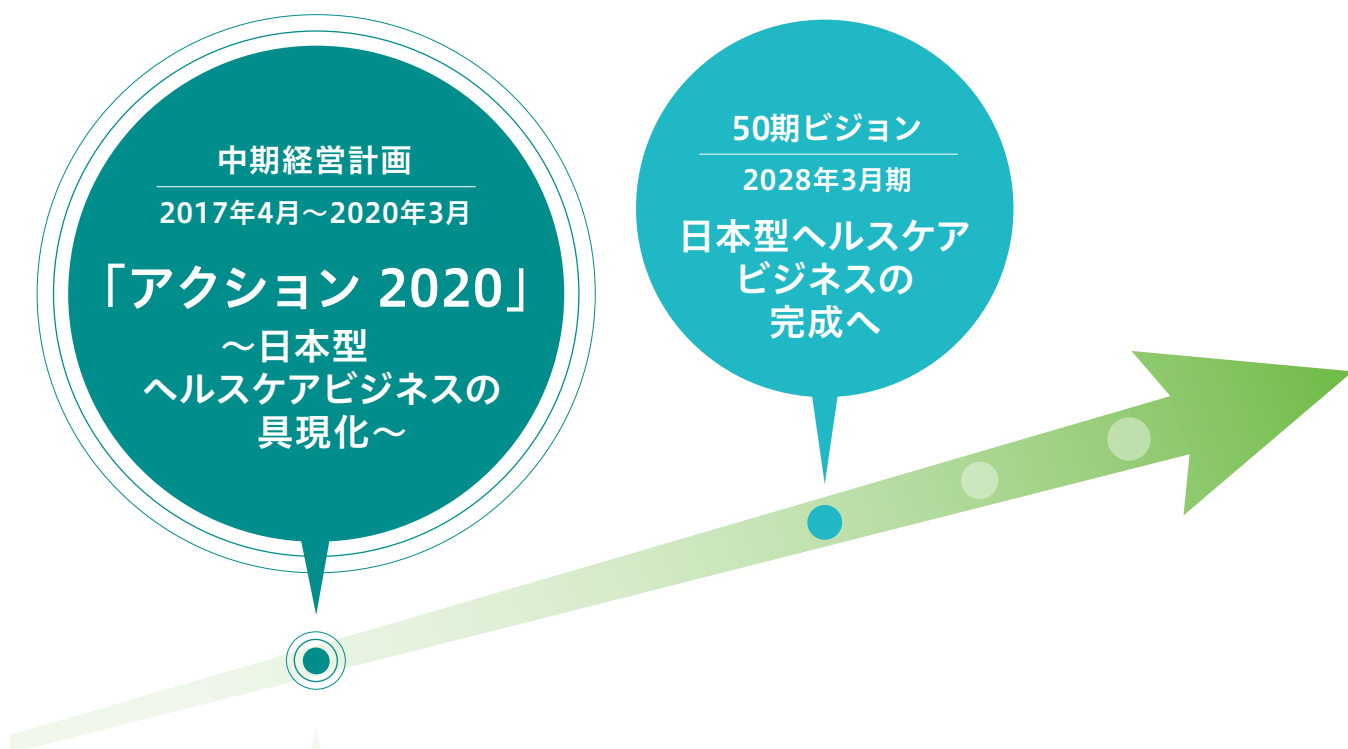 中期経営計画
2017年4月～2020年3月
「アクション 2020」
～日本型
ヘルスケアビジネスの
具現化～
50期ビジョン
2028年3月期
日本型ヘルスケア
ビジネスの
完成へ